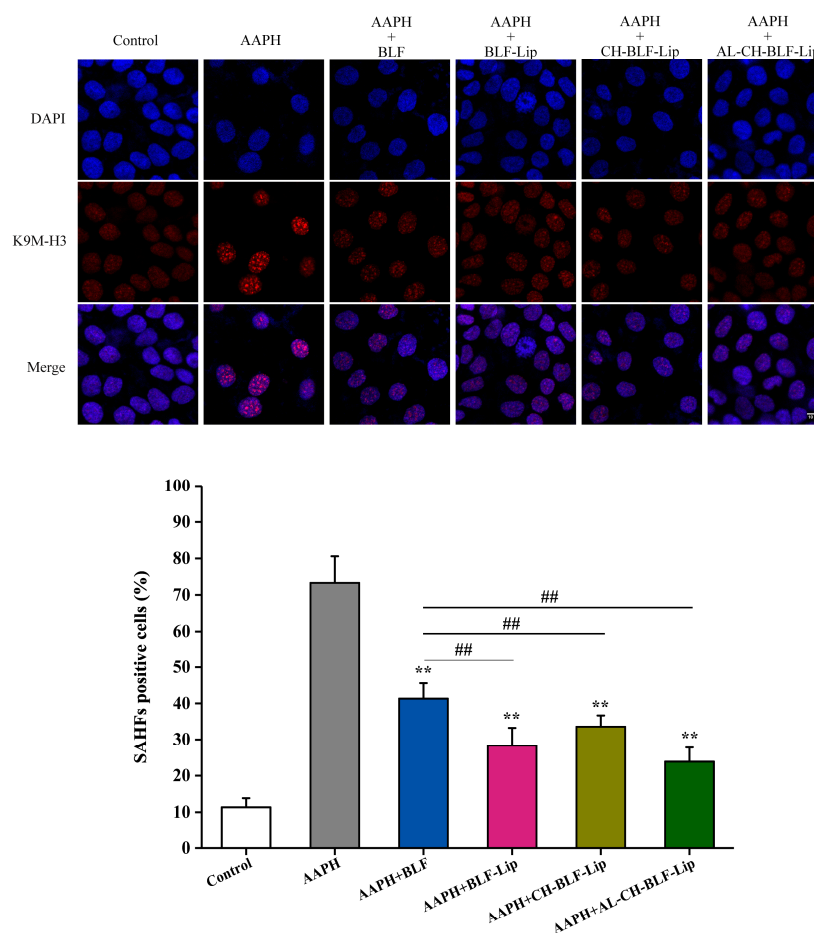 Control
AAPH
AAPH
+
BLF
AAPH
+
BLF-Lip
AAPH
+
CH-BLF-Lip
AAPH
+
AL-CH-BLF-Lip
DAPI
K9M-H3
Merge
SAHFs positive cells (%)
100
90
80
70
60
50
40
30
20
10
0
##
##
##
**
**
**
**
Control
AAPH
AAPH+BLF
AAPH+BLF-Lip
AAPH+CH-BLF-Lip
AAPH+AL-CH-BLF-Lip